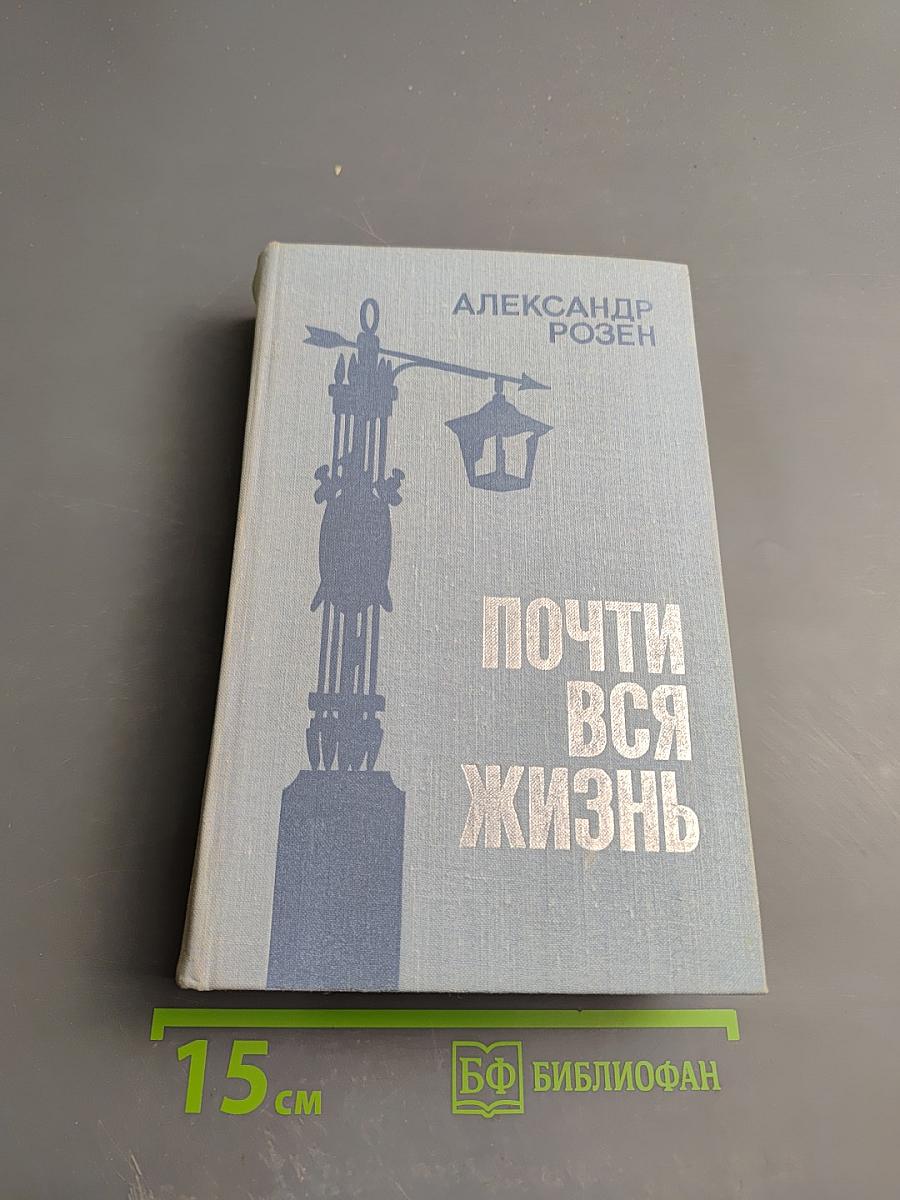 АЛЕКСАНДР
РОЗЕН
ПОЧТИ
ВСЯ
ЖИЗНЬ
15 см
БФ БИБЛИОФАН